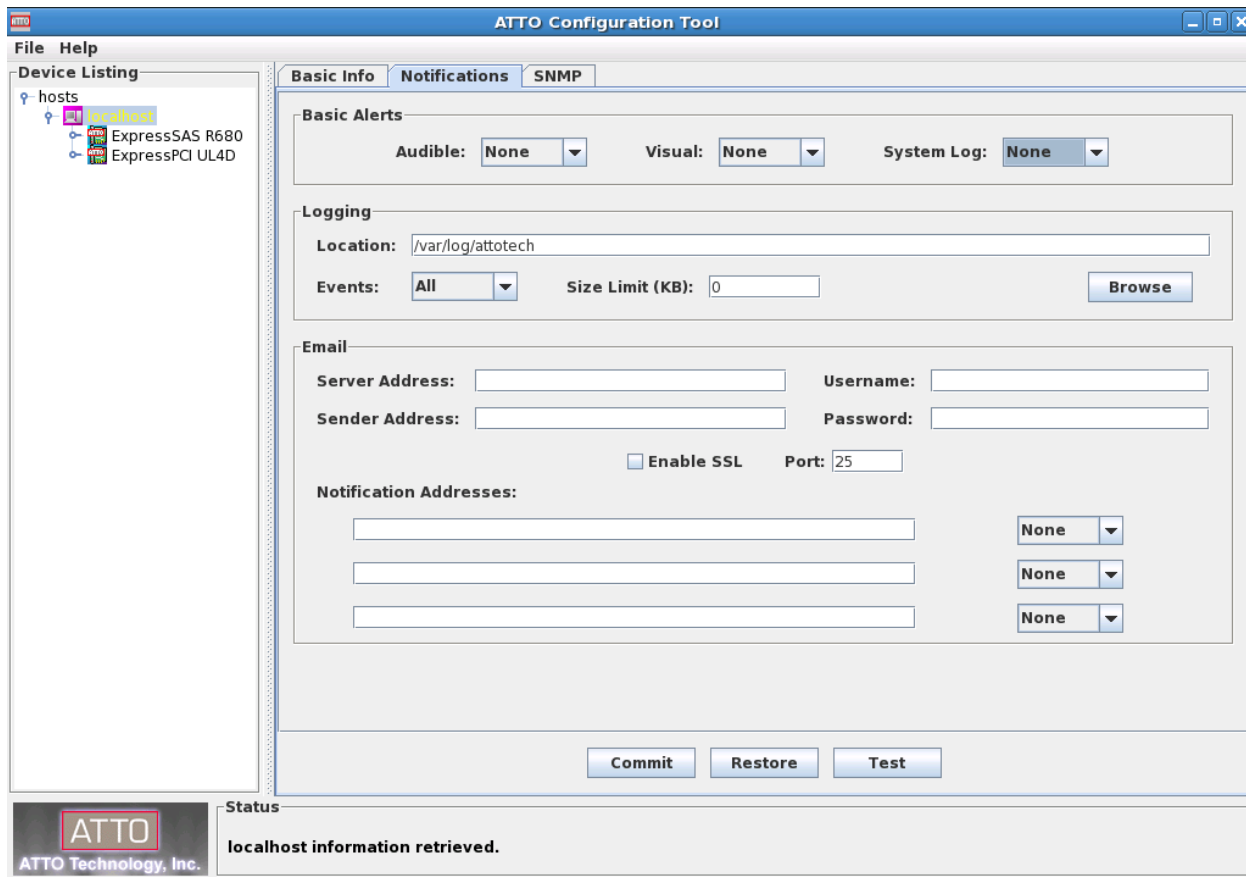 ATTO
ATTO Configuration Tool
File Help
Device Listing
hosts
localhost
ExpressSAS R680
ExpressPCI UL4D
Basic Info Notifications SNMP
Basic Alerts
Audible: None Visual: None System Log: None
Logging
Location: /var/log/attotech
Events: All Size Limit (KB): 0 Browse
Email
Server Address: Username:
Sender Address: Password:
Enable SSL Port: 25
Notification Addresses:
None
None
None
Commit Restore Test
ATTO
ATTO Technology, Inc.
Status
localhost information retrieved.